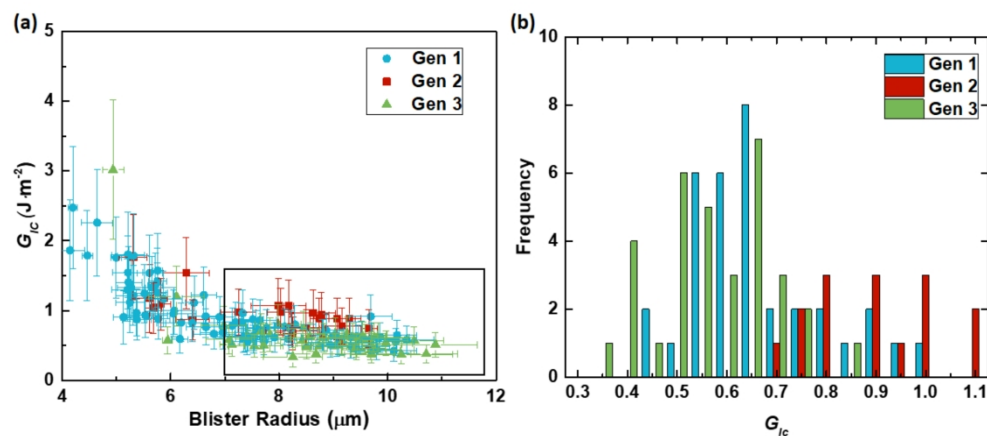 (a)
5
4
3
2
1
0
G_IC (J·m⁻²)
Gen 1
Gen 2
Gen 3
4 6 8 10 12
Blister Radius (μm)
(b)
10
8
6
4
2
0
Frequency
Gen 1
Gen 2
Gen 3
0.3 0.4 0.5 0.6 0.7 0.8 0.9 1.0 1.1
G_Ic